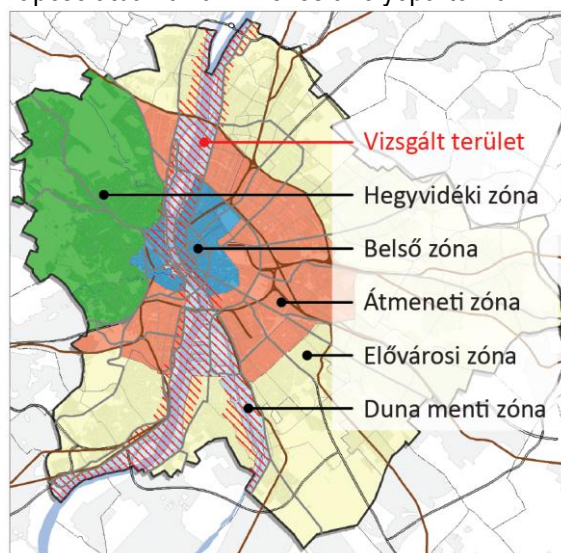 Vizsgált terület
Hegyvidéki zóna
Belső zóna
Átmeneti zóna
Elővárosi zóna
Duna menti zóna